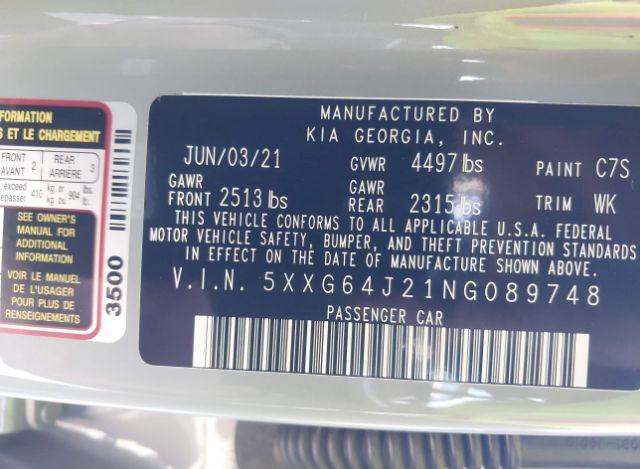 FORMATION
S ET LE CHARGEMENT
FRONT 2 REAR 3
AVANT ARRIÈRE
exceed 410 kg or 904 lbs.
épasser kg ou lb.
SEE OWNER'S
MANUAL FOR
ADDITIONAL
INFORMATION
VOIR LE MANUEL
DE L'USAGER
POUR PLUS DE
RENSEIGNEMENTS
3500
MANUFACTURED BY
KIA GEORGIA, INC.
JUN/03/21 GVWR 4497 lbs PAINT C7S
GAWR GAWR
FRONT 2513 lbs REAR 2315 lbs TRIM WK
THIS VEHICLE CONFORMS TO ALL APPLICABLE U.S.A. FEDERAL
MOTOR VEHICLE SAFETY, BUMPER, AND THEFT PREVENTION STANDARDS
IN EFFECT ON THE DATE OF MANUFACTURE SHOWN ABOVE.
V.I.N. 5XXG64J21NG089748
PASSENGER CAR